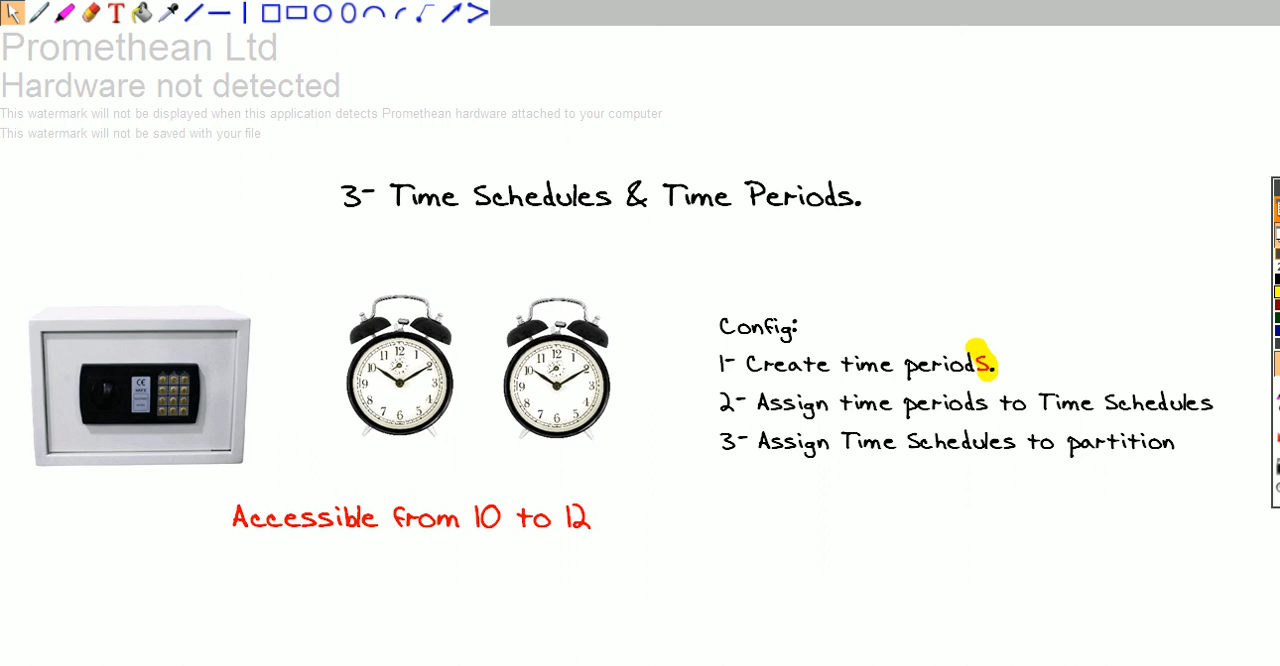 Promethean Ltd
Hardware not detected
This watermark will not be displayed when this application detects Promethean hardware attached to your computer
This watermark will not be saved with your file
3- Time Schedules & Time Periods.
Config:
1- Create time periods.
2- Assign time periods to Time Schedules
3- Assign Time Schedules to partition
Accessible from 10 to 12